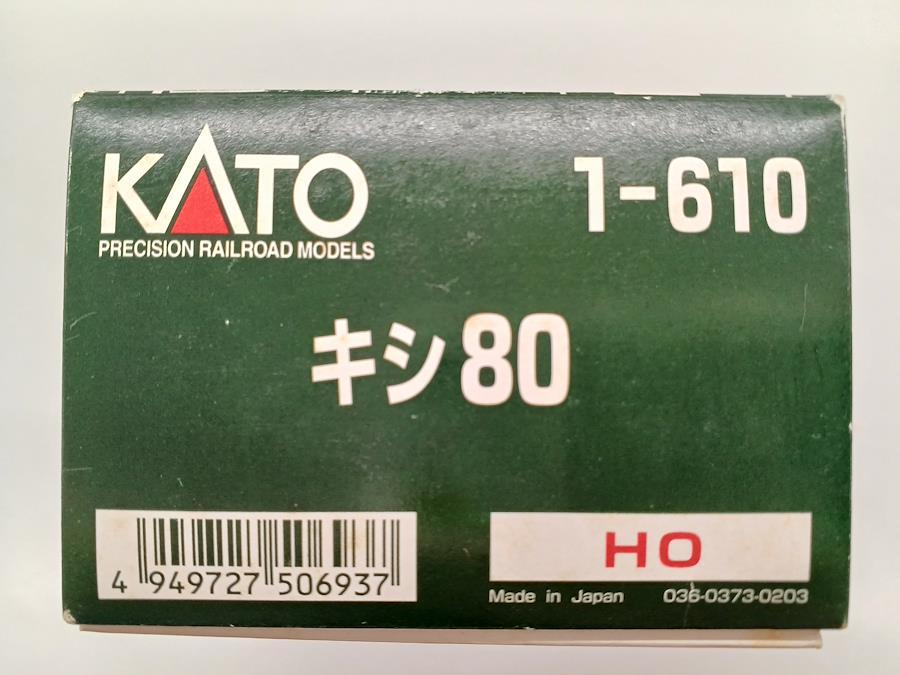 KATO
PRECISION RAILROAD MODELS
1-610
キシ80
4 949727 506937
HO
Made in Japan 036-0373-0203